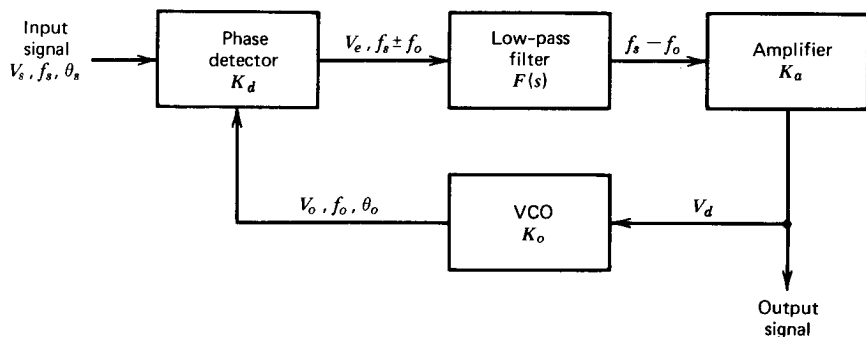 Input
signal
V_s, f_s, θ_s
Phase
detector
K_d
V_e, f_s ± f_o
Low-pass
filter
F(s)
f_s − f_o
Amplifier
K_a
V_o, f_o, θ_o
VCO
K_o
V_d
Output
signal